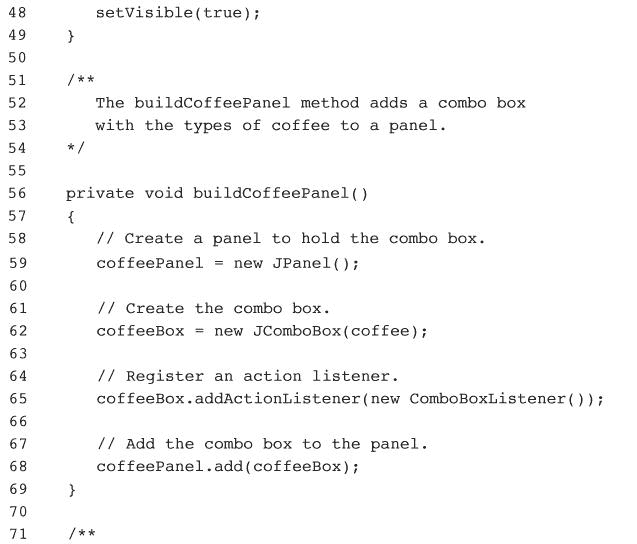 48        setVisible(true);
49     }
50
51     /**
52        The buildCoffeePanel method adds a combo box
53        with the types of coffee to a panel.
54     */
55
56     private void buildCoffeePanel()
57     {
58        // Create a panel to hold the combo box.
59        coffeePanel = new JPanel();
60
61        // Create the combo box.
62        coffeeBox = new JComboBox(coffee);
63
64        // Register an action listener.
65        coffeeBox.addActionListener(new ComboBoxListener());
66
67        // Add the combo box to the panel.
68        coffeePanel.add(coffeeBox);
69     }
70
71     /**